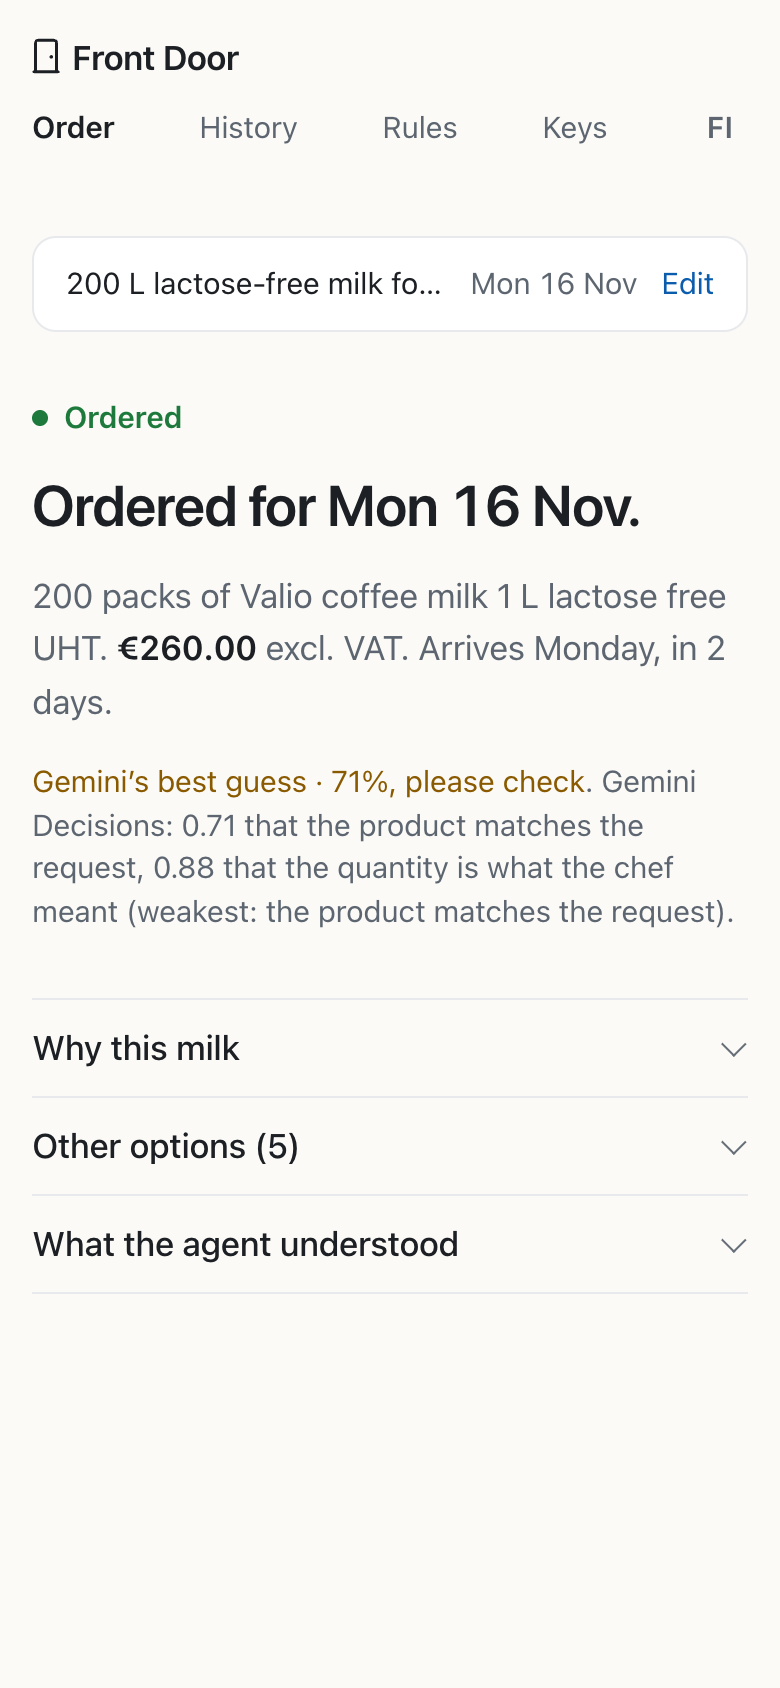 Front Door
Order History Rules Keys FI
200 L lactose-free milk fo... Mon 16 Nov Edit
Ordered
Ordered for Mon 16 Nov.
200 packs of Valio coffee milk 1 L lactose free
UHT. €260.00 excl. VAT. Arrives Monday, in 2
days.
Gemini’s best guess · 71%, please check. Gemini
Decisions: 0.71 that the product matches the
request, 0.88 that the quantity is what the chef
meant (weakest: the product matches the request).
Why this milk
Other options (5)
What the agent understood